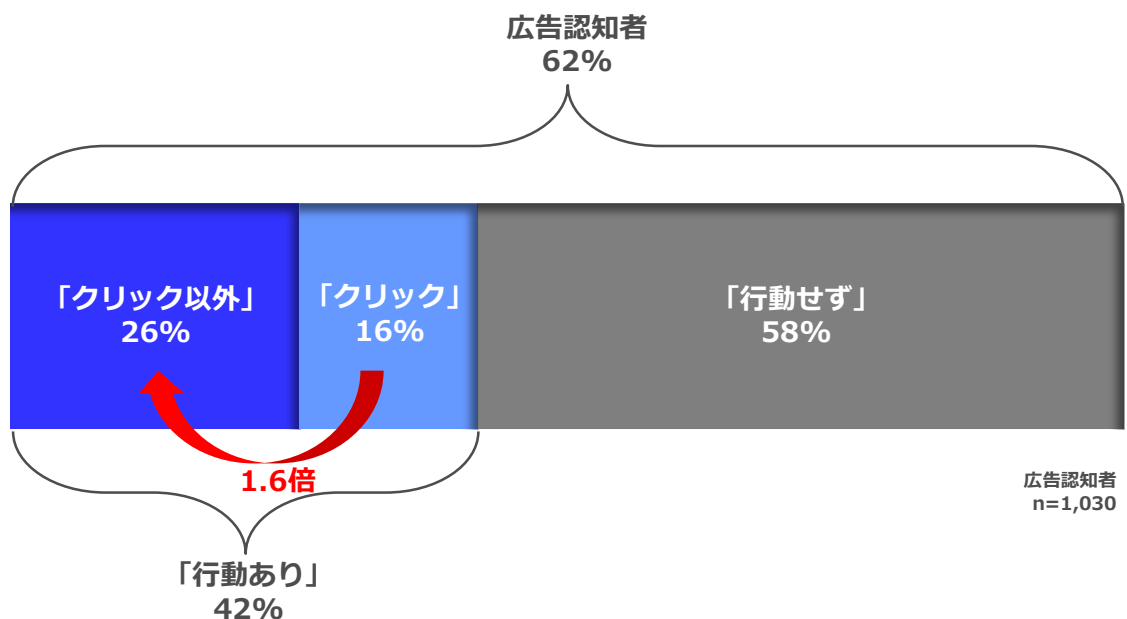 広告認知者
62%
「クリック以外」
26%
「クリック」
16%
「行動せず」
58%
1.6倍
広告認知者
n=1,030
「行動あり」
42%